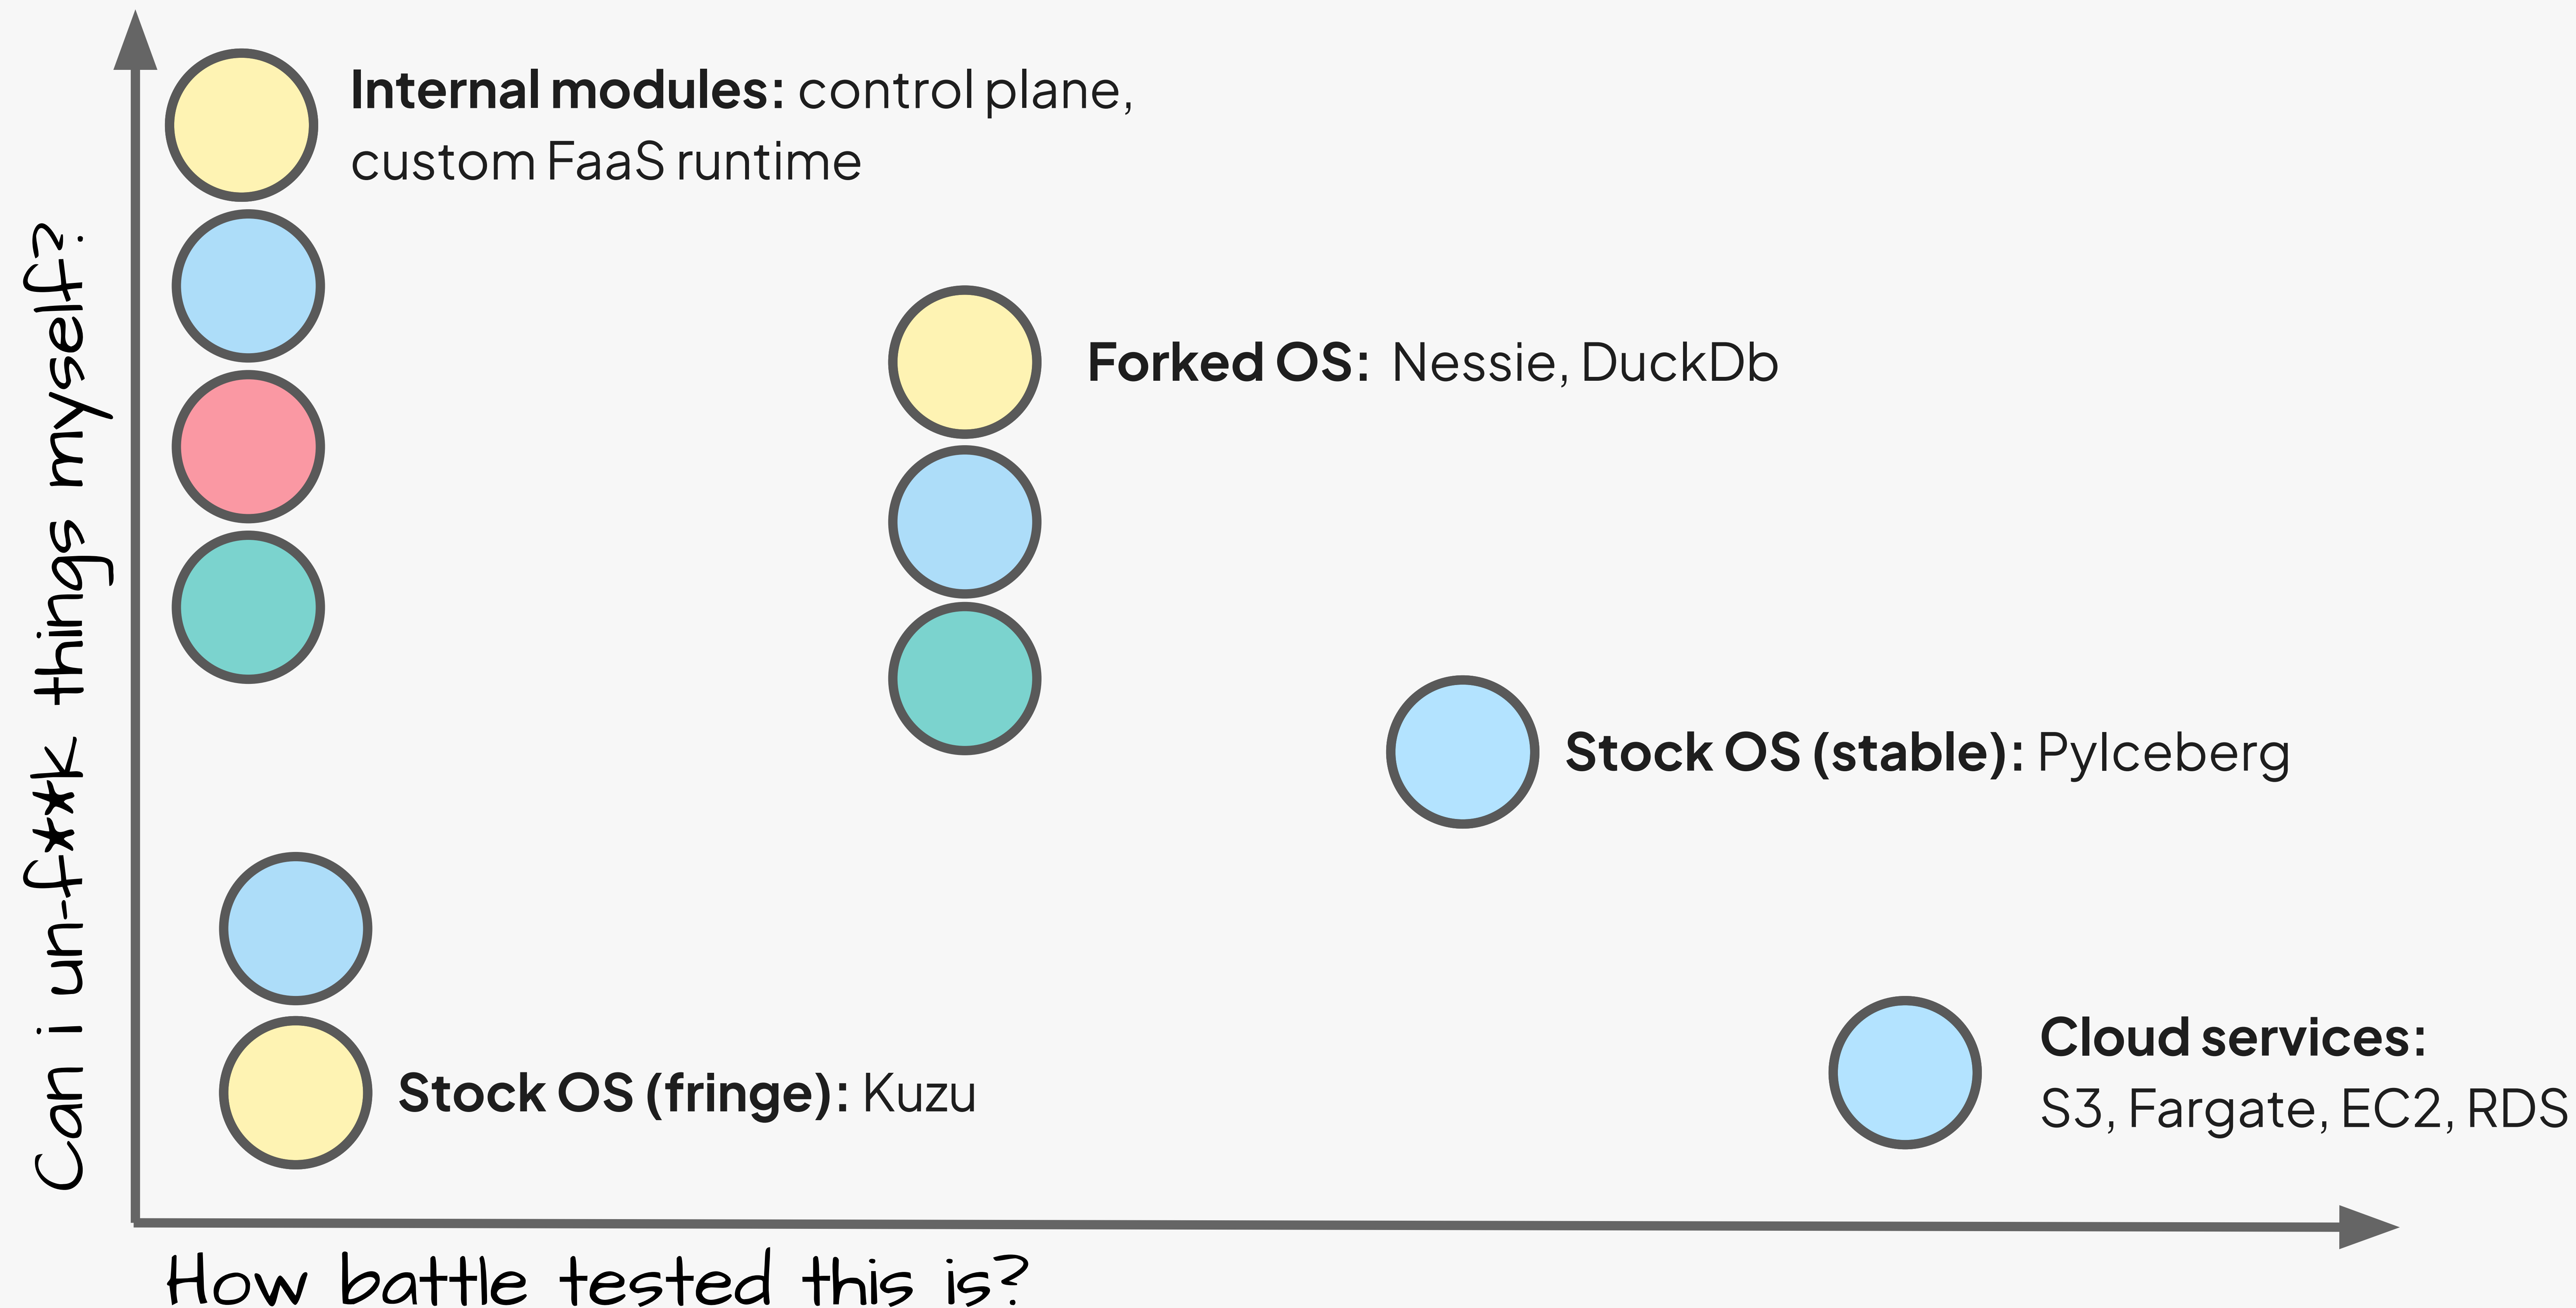 Internal modules: control plane,
custom FaaS runtime
Can i un-f**k things myself?
Forked OS: Nessie, DuckDb
Stock OS (stable): PyIceberg
Stock OS (fringe): Kuzu
Cloud services:
S3, Fargate, EC2, RDS
How battle tested this is?